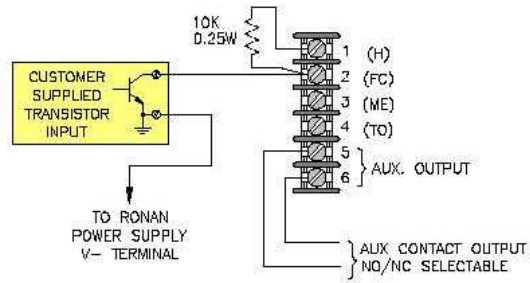 10K
0.25W
CUSTOMER
SUPPLIED
TRANSISTOR
INPUT
1 (H)
2 (FC)
3 (ME)
4 (TO)
5
6
AUX. OUTPUT
TO RONAN
POWER SUPPLY
V- TERMINAL
AUX CONTACT OUTPUT
NO/NC SELECTABLE